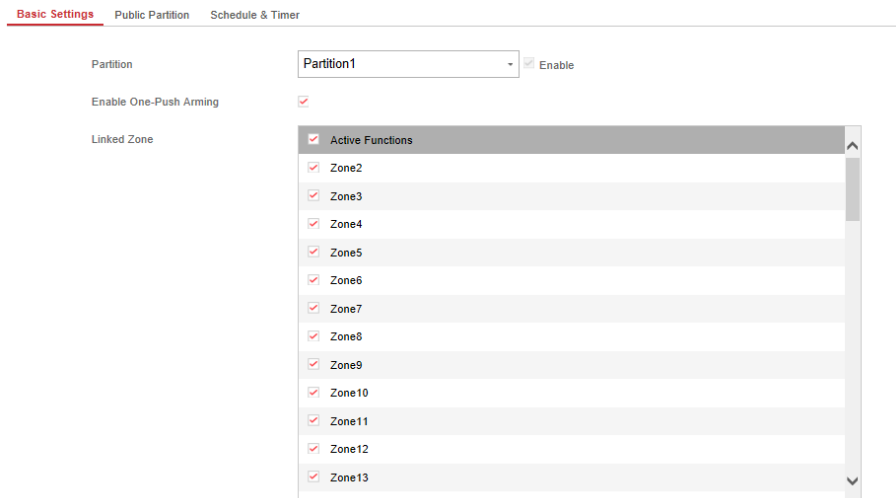 Basic Settings Public Partition Schedule & Timer
Partition Partition1 Enable
Enable One-Push Arming
Linked Zone Active Functions
Zone2
Zone3
Zone4
Zone5
Zone6
Zone7
Zone8
Zone9
Zone10
Zone11
Zone12
Zone13